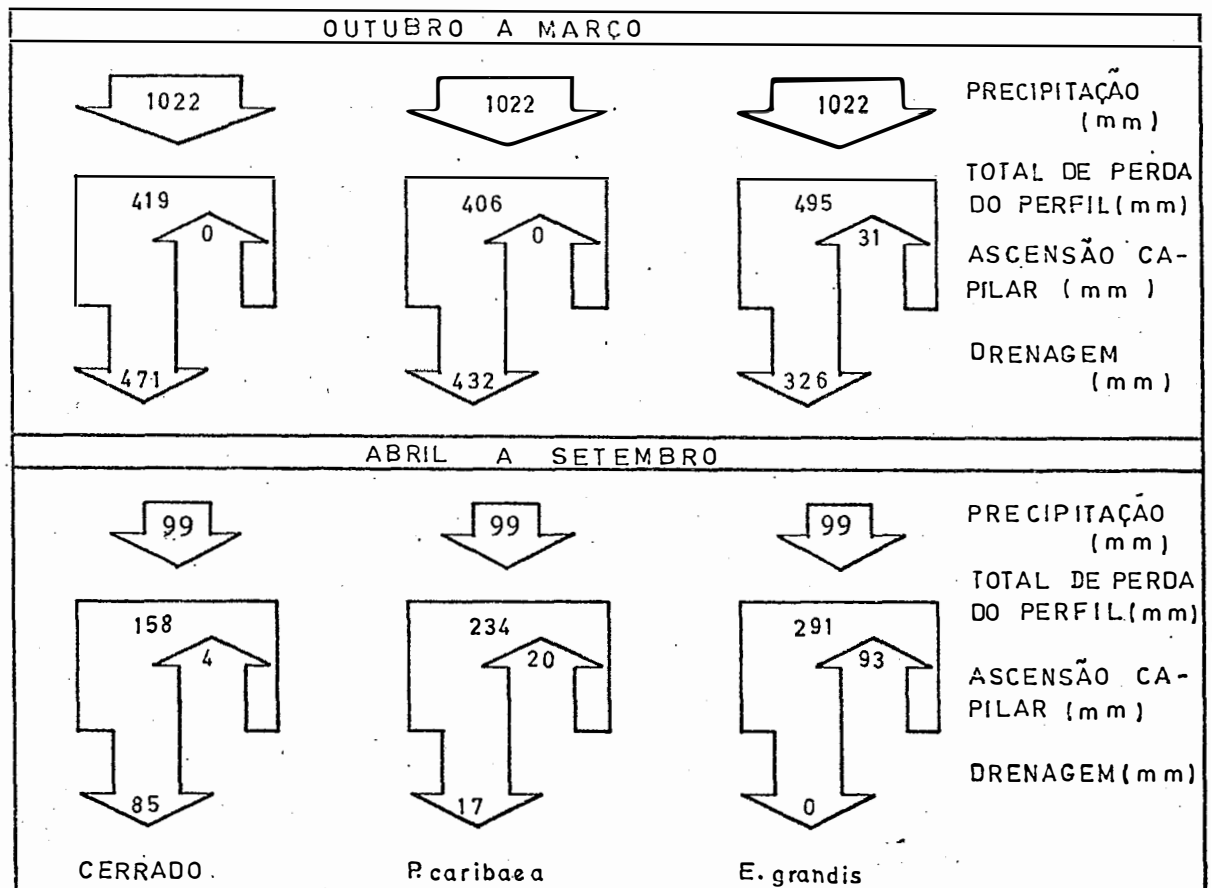 OUTUBRO A MARÇO
1022 1022 1022 PRECIPITAÇÃO
(mm)
419 406 495 TOTAL DE PERDA
DO PERFIL(mm)
0 0 31 ASCENSÃO CA-
PILAR (mm)
471 432 326 DRENAGEM
(mm)
ABRIL A SETEMBRO
99 99 99 PRECIPITAÇÃO
(mm)
158 234 291 TOTAL DE PERDA
DO PERFIL.(mm)
4 20 93 ASCENSÃO CA-
PILAR (mm)
85 17 0 DRENAGEM(mm)
CERRADO. P. caribaea E. grandis